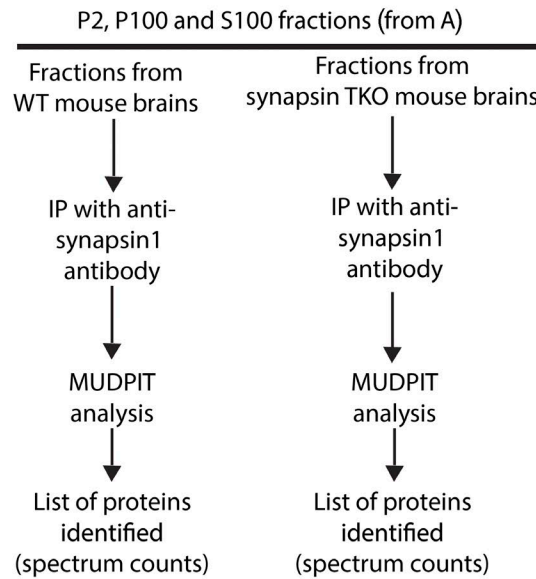 P2, P100 and S100 fractions (from A)
Fractions from
WT mouse brains
IP with anti-
synapsin1
antibody
MUDPIT
analysis
List of proteins
identified
(spectrum counts)
Fractions from
synapsin TKO mouse brains
IP with anti-
synapsin1
antibody
MUDPIT
analysis
List of proteins
identified
(spectrum counts)